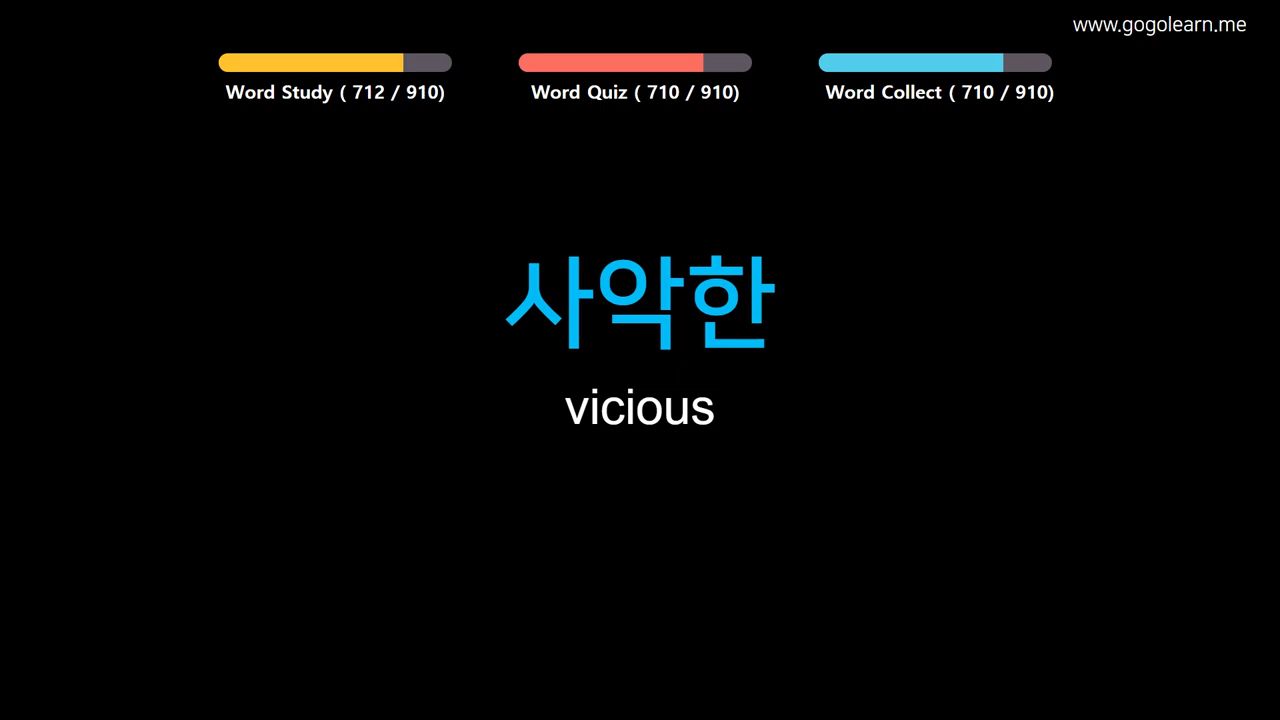 www.gogolearn.me
Word Study ( 712 / 910)
Word Quiz ( 710 / 910)
Word Collect ( 710 / 910)
사악한
vicious